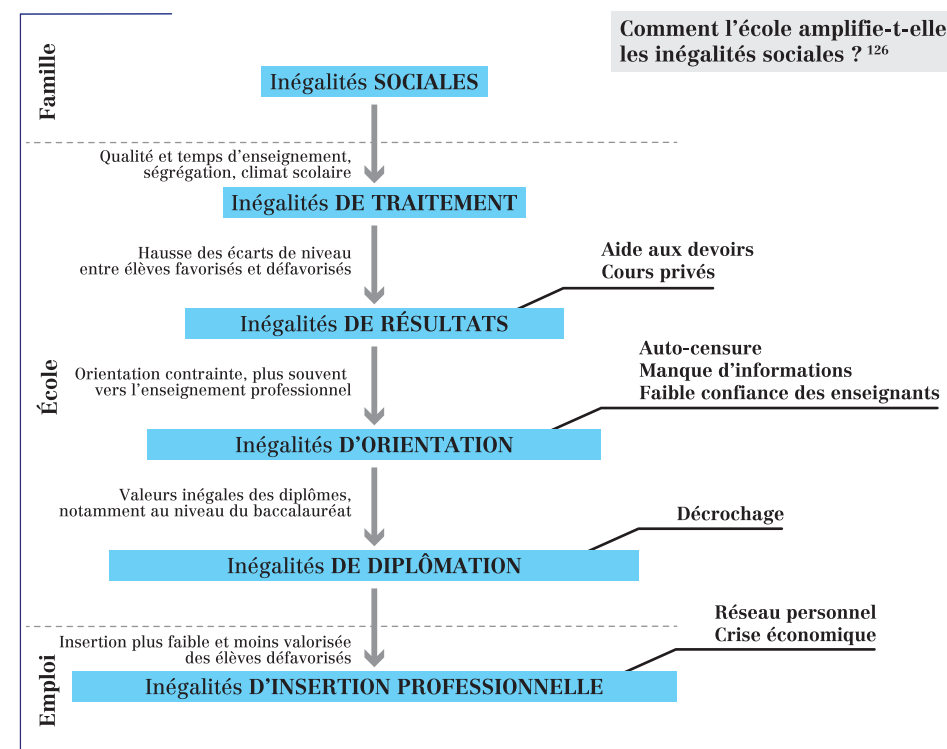 Comment l'école amplifie-t-elle
les inégalités sociales ? 126
Famille
Inégalités SOCIALES
Qualité et temps d'enseignement,
ségrégation, climat scolaire
École
Inégalités DE TRAITEMENT
Hausse des écarts de niveau
entre élèves favorisés et défavorisés
Aide aux devoirs
Cours privés
Inégalités DE RÉSULTATS
Orientation contrainte, plus souvent
vers l'enseignement professionnel
Auto-censure
Manque d'informations
Faible confiance des enseignants
Inégalités D'ORIENTATION
Valeurs inégales des diplômes,
notamment au niveau du baccalauréat
Décrochage
Inégalités DE DIPLÔMATION
Réseau personnel
Crise économique
Emploi
Insertion plus faible et moins valorisée
des élèves défavorisés
Inégalités D'INSERTION PROFESSIONNELLE